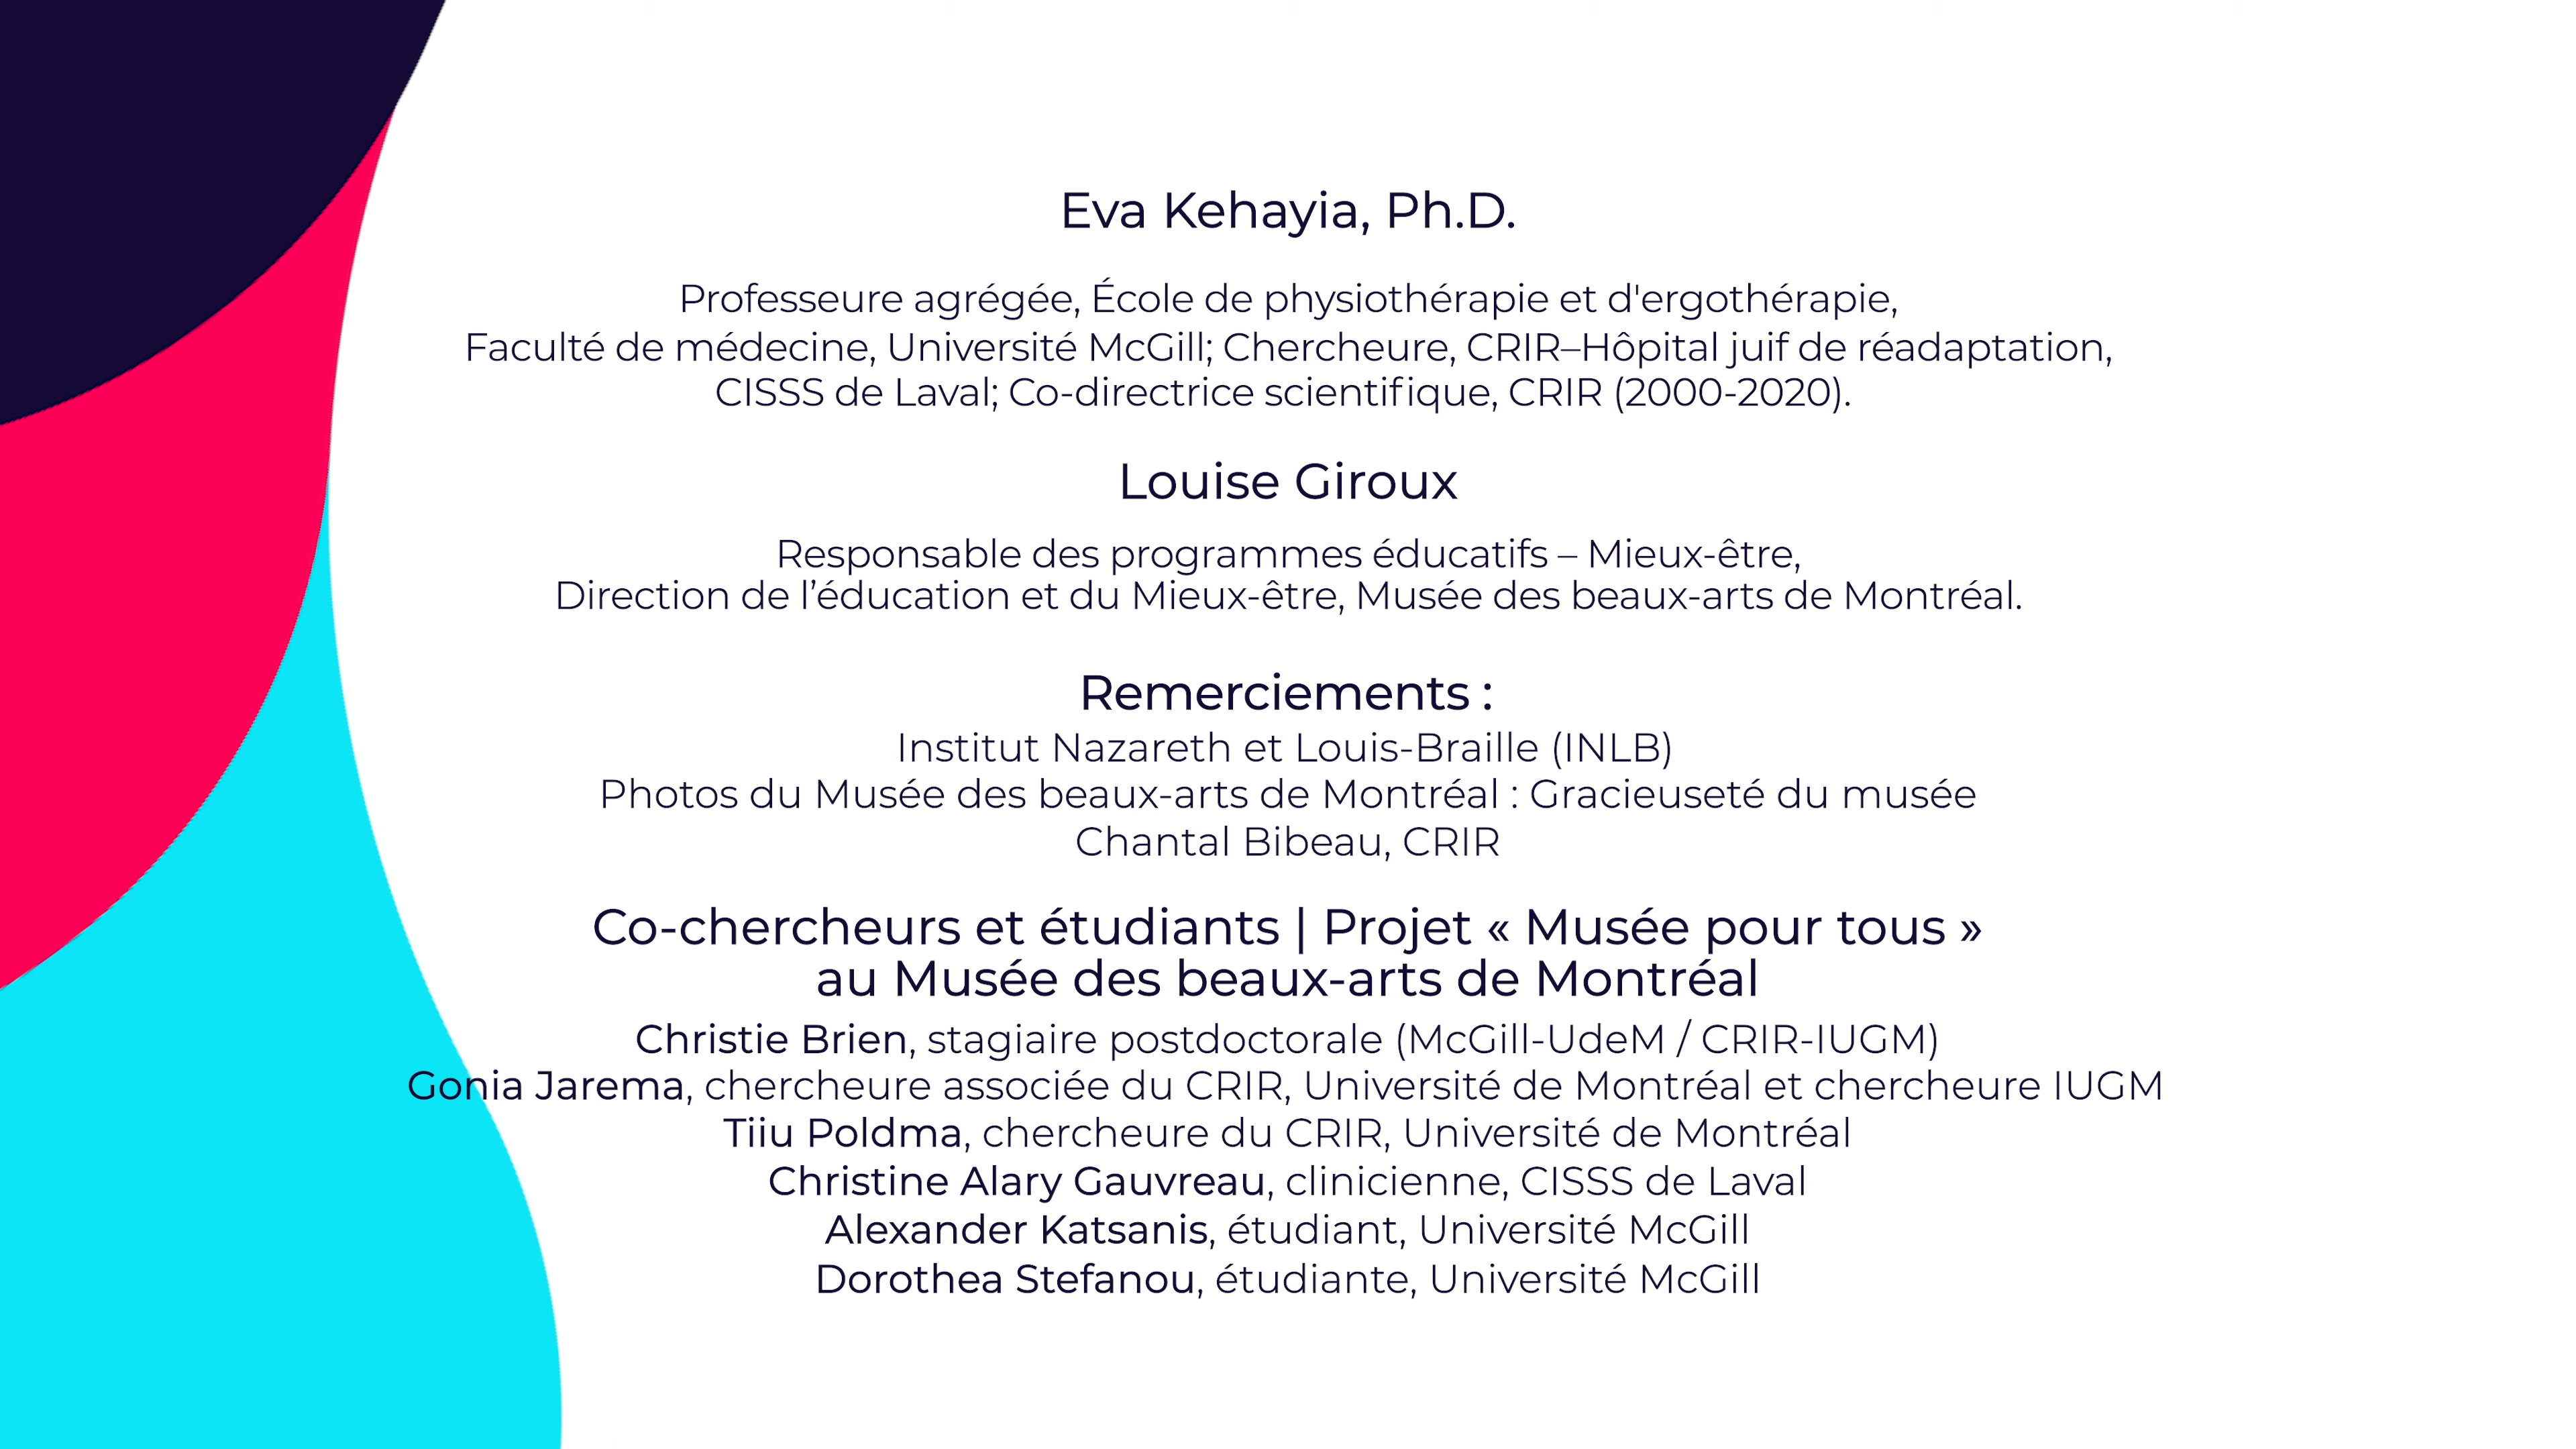 Eva Kehayia, Ph.D.
Professeure agrégée, École de physiothérapie et d'ergothérapie,
Faculté de médecine, Université McGill; Chercheure, CRIR–Hôpital juif de réadaptation,
CISSS de Laval; Co-directrice scientifique, CRIR (2000-2020).
Louise Giroux
Responsable des programmes éducatifs – Mieux-être,
Direction de l’éducation et du Mieux-être, Musée des beaux-arts de Montréal.
Remerciements :
Institut Nazareth et Louis-Braille (INLB)
Photos du Musée des beaux-arts de Montréal : Gracieuseté du musée
Chantal Bibeau, CRIR
Co-chercheurs et étudiants | Projet « Musée pour tous »
au Musée des beaux-arts de Montréal
Christie Brien, stagiaire postdoctorale (McGill-UdeM / CRIR-IUGM)
Gonia Jarema, chercheure associée du CRIR, Université de Montréal et chercheure IUGM
Tiiu Poldma, chercheure du CRIR, Université de Montréal
Christine Alary Gauvreau, clinicienne, CISSS de Laval
Alexander Katsanis, étudiant, Université McGill
Dorothea Stefanou, étudiante, Université McGill